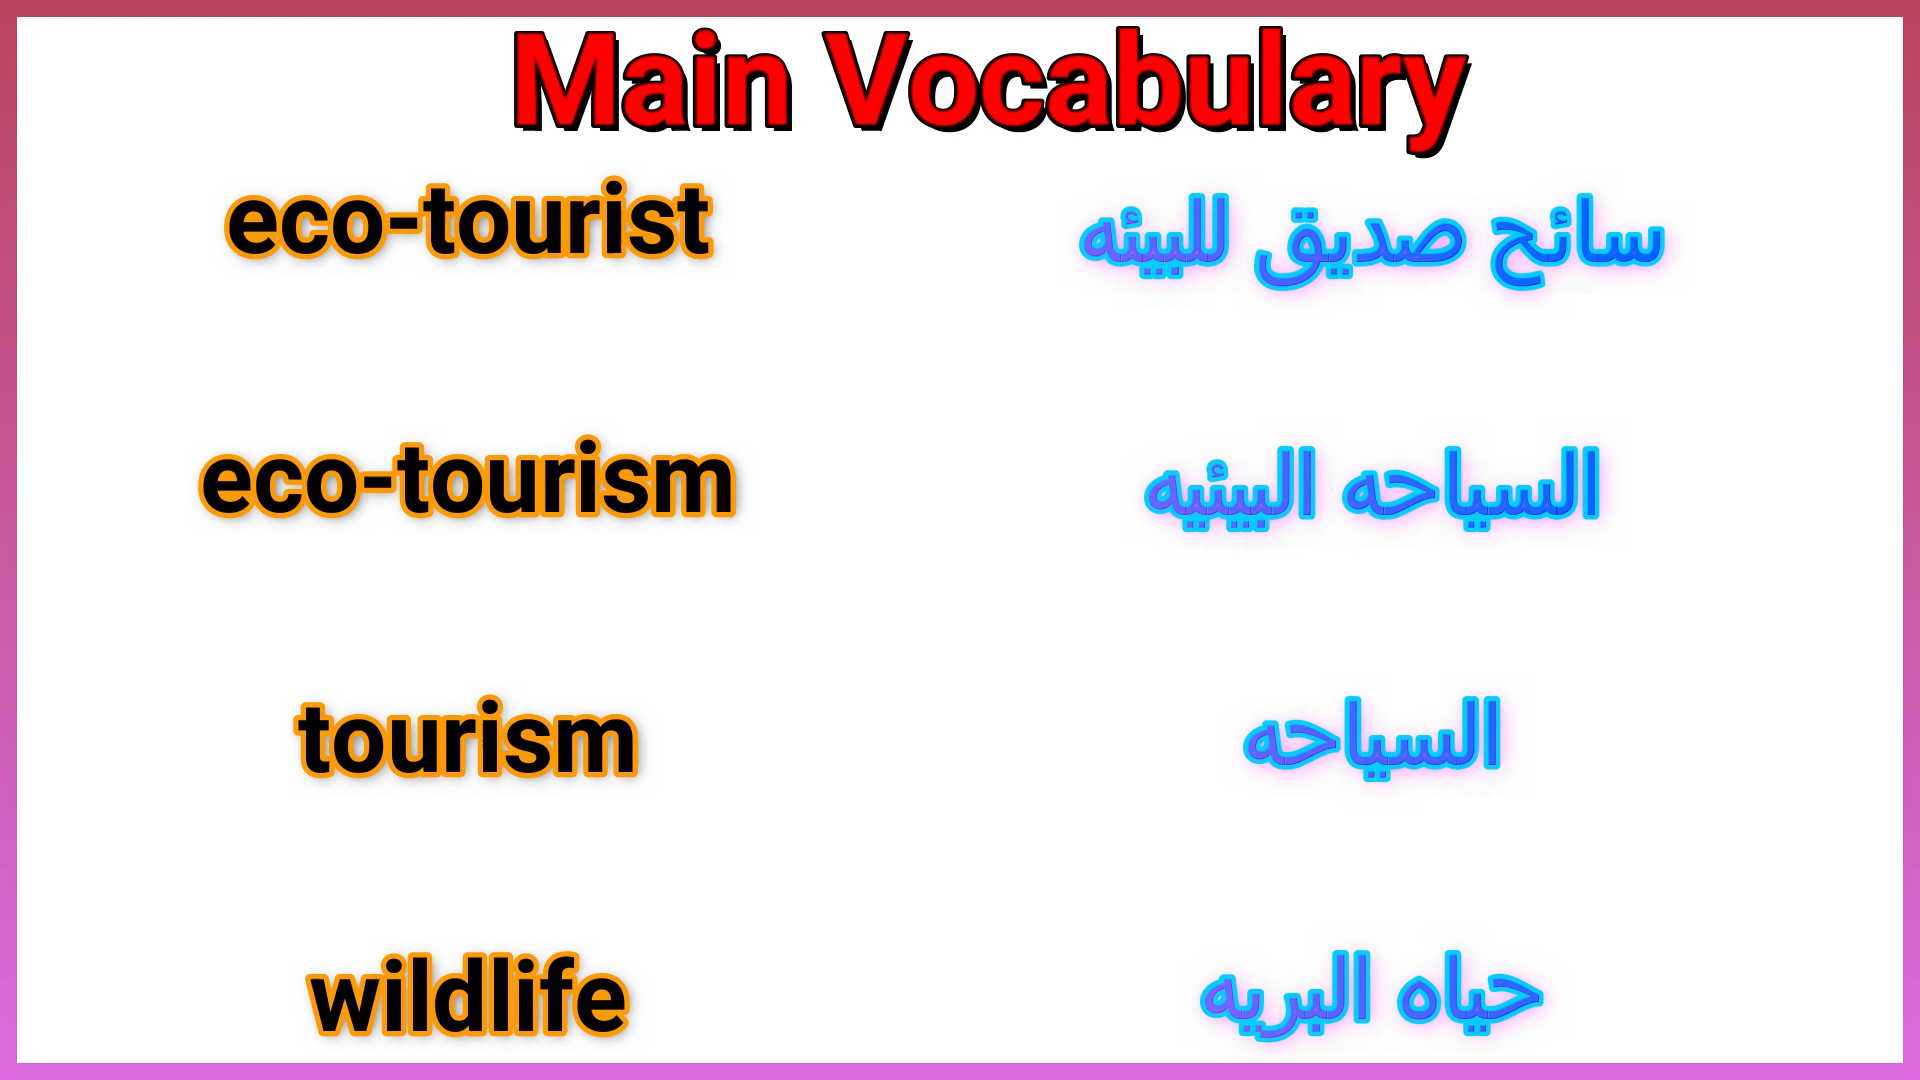 Main Vocabulary
eco-tourist سائح صديق للبيئه
eco-tourism السياحه البيئيه
tourism السياحه
wildlife حياه البريه